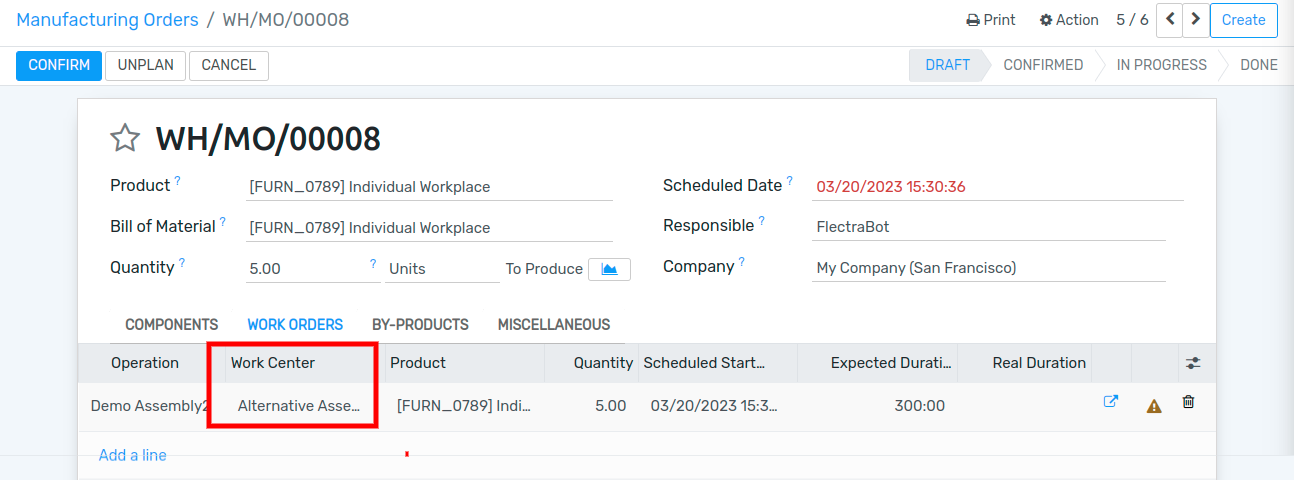 Manufacturing Orders / WH/MO/00008 Print Action 5 / 6 Create
CONFIRM UNPLAN CANCEL DRAFT CONFIRMED IN PROGRESS DONE
WH/MO/00008
Product ? [FURN_0789] Individual Workplace Scheduled Date ? 03/20/2023 15:30:36
Bill of Material ? [FURN_0789] Individual Workplace Responsible ? FlectraBot
Quantity ? 5.00 ? Units To Produce Company ? My Company (San Francisco)
COMPONENTS WORK ORDERS BY-PRODUCTS MISCELLANEOUS
Operation Work Center Product Quantity Scheduled Start... Expected Durati... Real Duration
Demo Assembly2 Alternative Asse... [FURN_0789] Indi... 5.00 03/20/2023 15:3... 300:00
Add a line